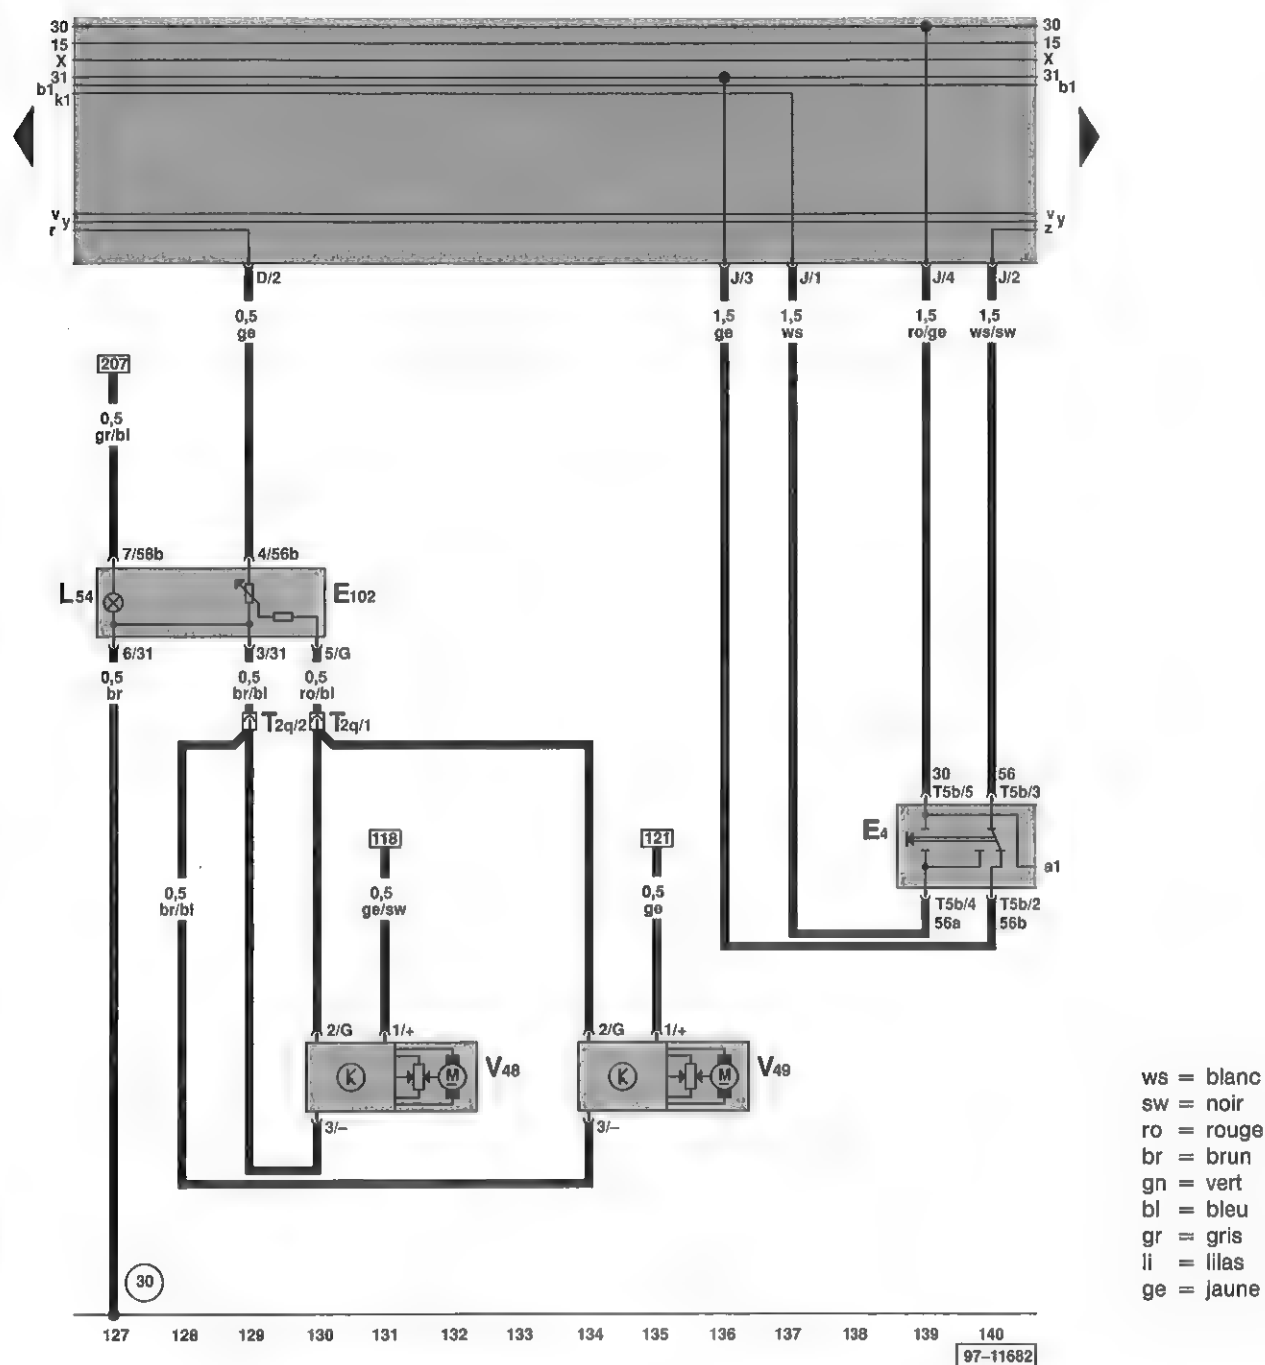 30
15
X
31
b1
k1
30
15
X
31
b1
v
y
r
v
y
z
D/2
J/3
J/1
J/4
J/2
0,5
ge
1,5
ge
1,5
ws
1,5
ro/ge
1,5
ws/sw
207
0,5
gr/bl
7/58b
4/56b
L54
E102
6/31
3/31
5/G
0,5
br
0,5
br/bl
0,5
ro/bl
T2q/2
T2q/1
30
T5b/5
56
T5b/3
E4
a1
T5b/4
56a
T5b/2
56b
118
121
0,5
br/bl
0,5
ge/sw
0,5
ge
2/G
1/+
2/G
1/+
K
M
V48
K
M
V49
3/–
3/–
ws = blanc
sw = noir
ro = rouge
br = brun
gn = vert
bl = bleu
gr = gris
li = lilas
ge = jaune
30
127 128 129 130 131 132 133 134 135 136 137 138 139 140
97–11682